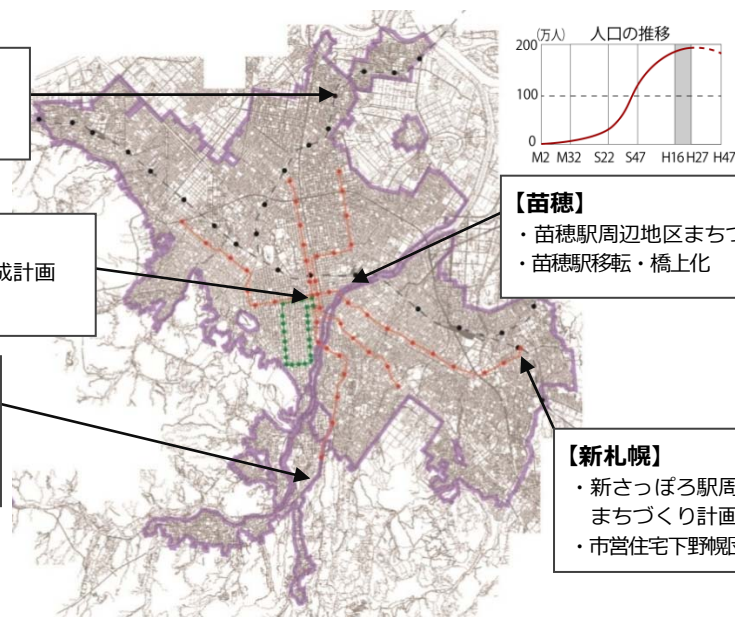 人口の推移
(万人)
200
100
0
M2 M32 S22 S47 H16 H27 H47
【苗穂】
・苗穂駅周辺地区まちづ
・苗穂駅移転・橋上化
成計画
【新札幌】
・新さっぽろ駅周
まちづくり計画
・市営住宅下野幌団